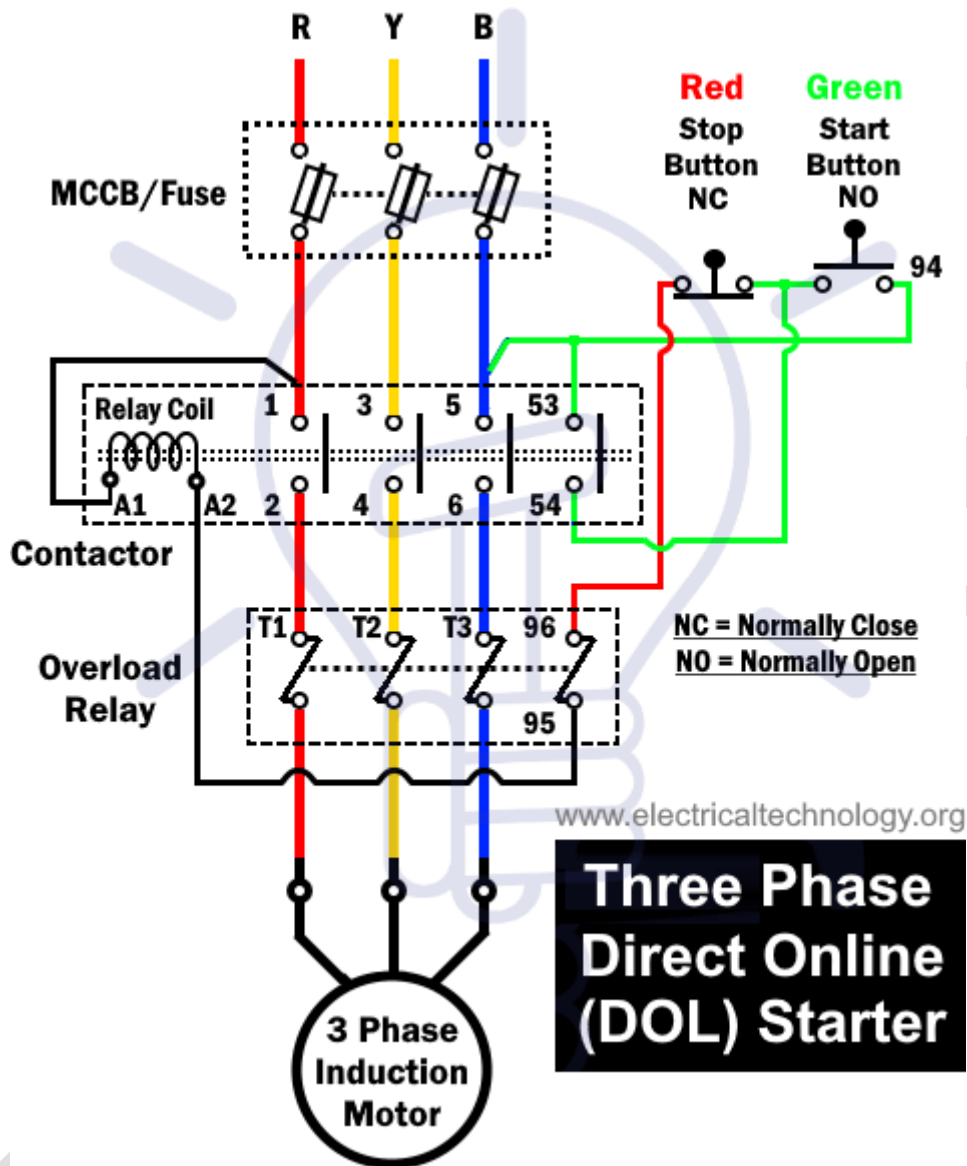 R Y B
Red Green
Stop Start
Button Button
NC NO
MCCB/Fuse
94
Relay Coil 1 3 5 53
A1 A2 2 4 6 54
Contactor
T1 T2 T3 96
NC = Normally Close
NO = Normally Open
Overload
Relay
95
www.electricaltechnology.org
Three Phase
Direct Online
(DOL) Starter
3 Phase
Induction
Motor